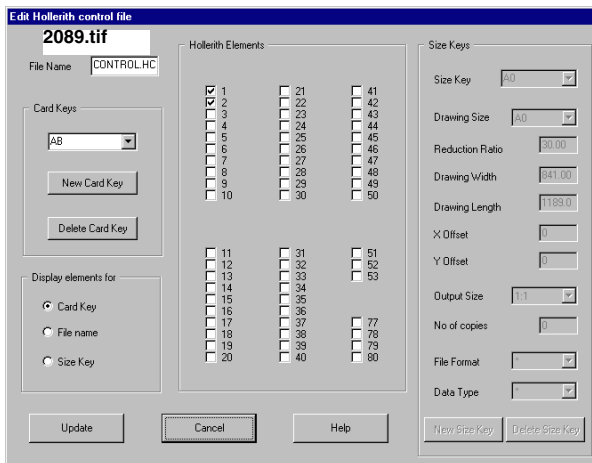 Edit Hollerith control file
2089.tif
File Name CONTROL.HC
Card Keys
AB
New Card Key
Delete Card Key
Display elements for
Card Key
File name
Size Key
Hollerith Elements
1 21 41
2 22 42
3 23 43
4 24 44
5 25 45
6 26 46
7 27 47
8 28 48
9 29 49
10 30 50
11 31 51
12 32 52
13 33 53
14 34
15 35
16 36
17 37 77
18 38 78
19 39 79
20 40 80
Size Keys
Size Key A0
Drawing Size A0
Reduction Ratio 30.00
Drawing Width 841.00
Drawing Length 1189.0
X Offset 0
Y Offset 0
Output Size 1:1
No of copies 0
File Format *
Data Type *
New Size Key Delete Size Key
Update Cancel Help